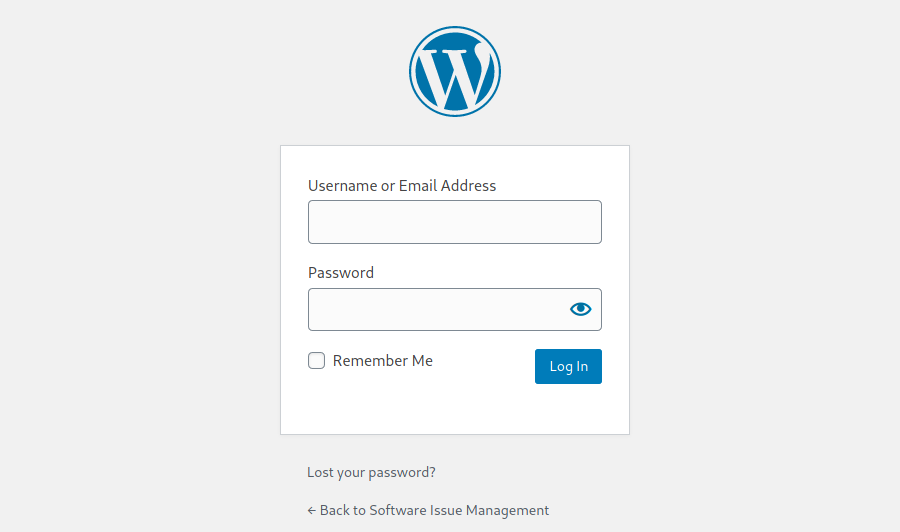 Username or Email Address
Password
Remember Me
Log In
Lost your password?
← Back to Software Issue Management